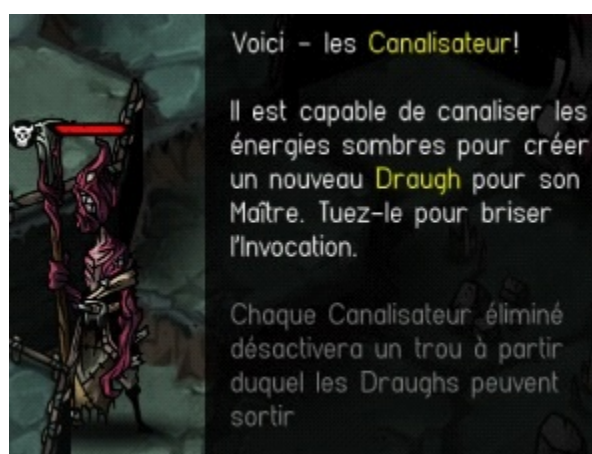 Voici - les Canalisateur!
Il est capable de canaliser les
énergies sombres pour créer
un nouveau Draugh pour son
Maître. Tuez-le pour briser
l'Invocation.
Chaque Canalisateur éliminé
désactivera un trou à partir
duquel les Draughs peuvent
sortir